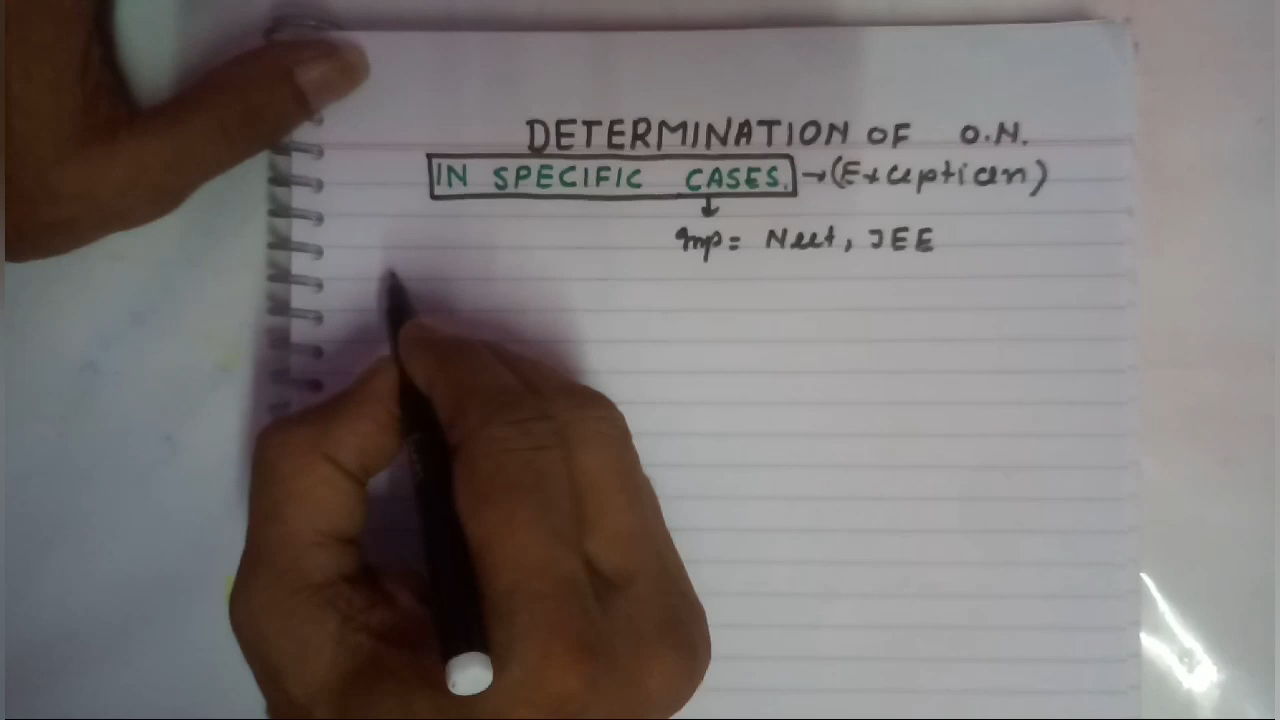 DETERMINATION OF O.N.
IN SPECIFIC CASES. → (Exception)
↓
Imp = Neet, JEE